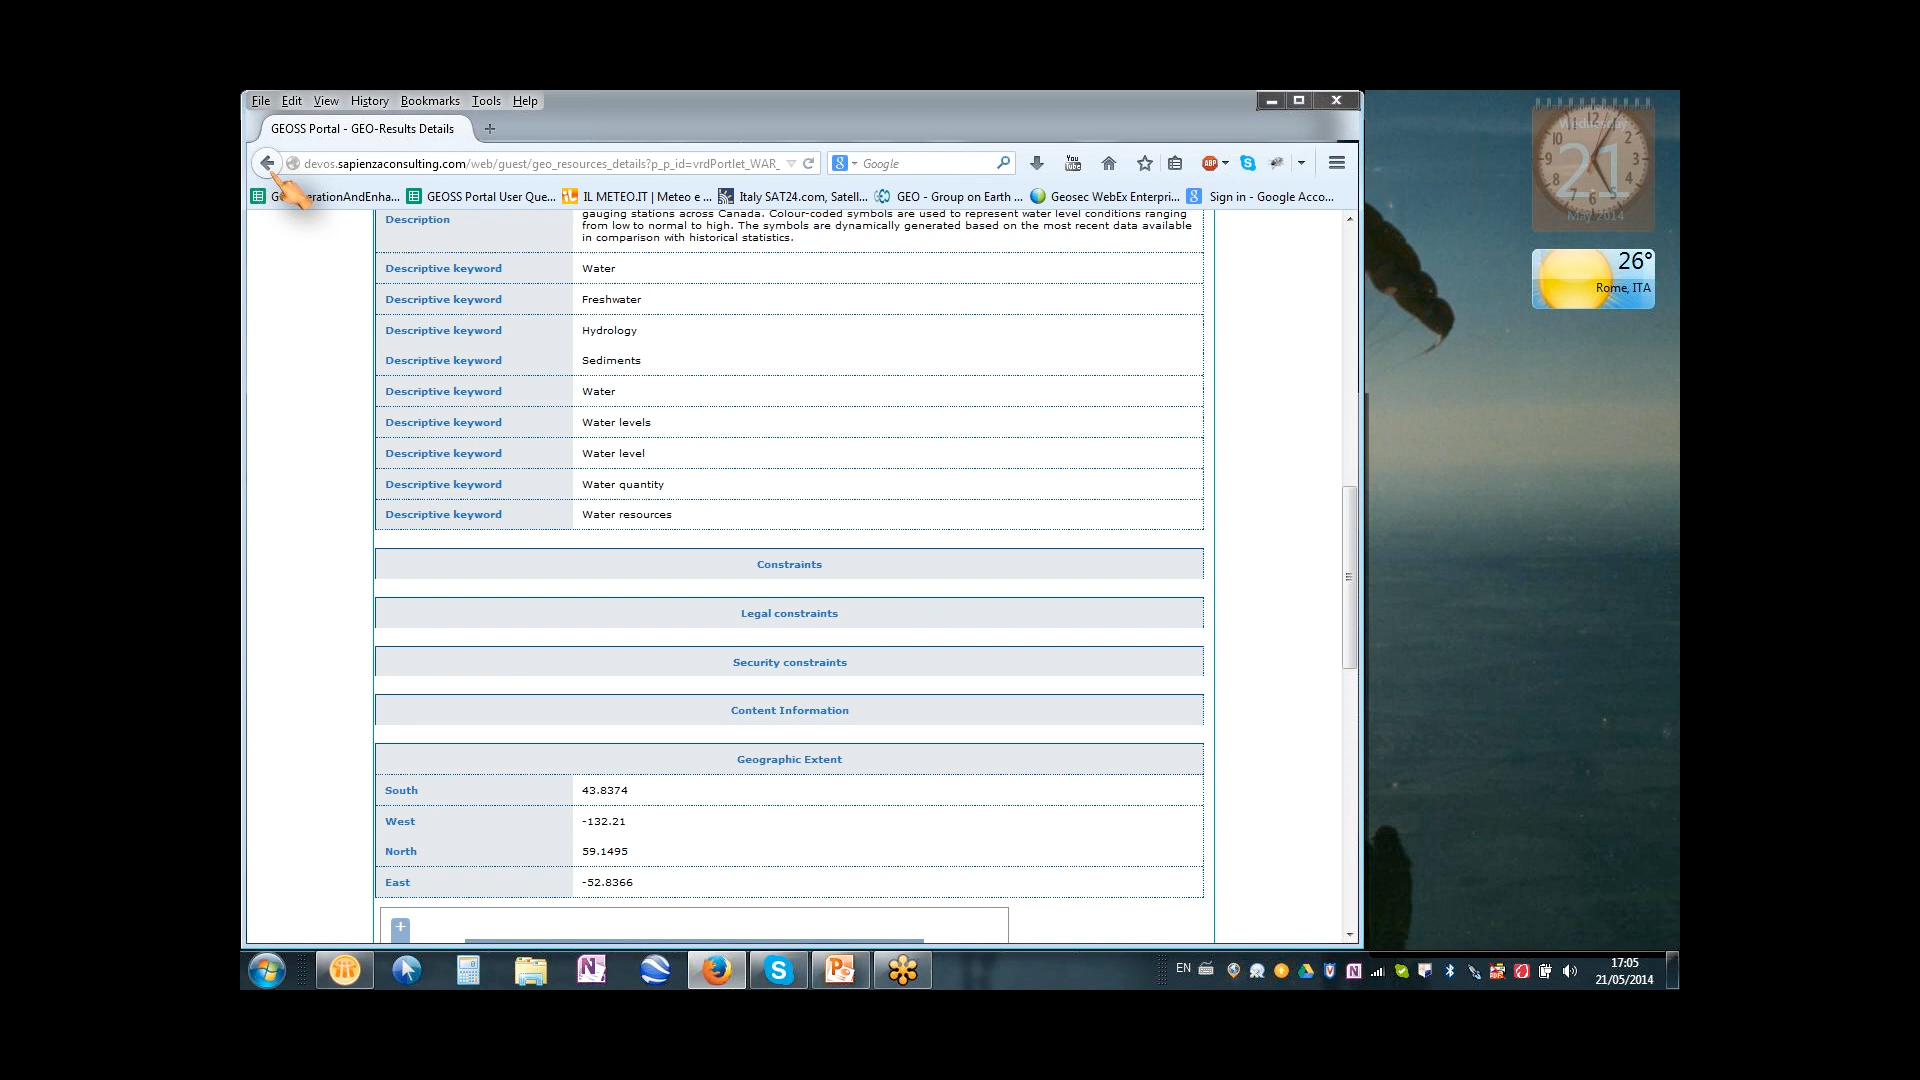 File Edit View History Bookmarks Tools Help
GEOSS Portal - GEO-Results Details
devos.sapienzaconsulting.com/web/guest/geo_resources_details?p_p_id=vrdPortlet_WAR_
Google
erationAndEnha... GEOSS Portal User Que... IL METEO.IT | Meteo e ... Italy SAT24.com, Satell... GEO - Group on Earth ... Geosec WebEx Enterpri... Sign in - Google Acco...
Description
gauging stations across Canada. Colour-coded symbols are used to represent water level conditions ranging
from low to normal to high. The symbols are dynamically generated based on the most recent data available
in comparison with historical statistics.
Descriptive keyword Water
Descriptive keyword Freshwater
Descriptive keyword Hydrology
Descriptive keyword Sediments
Descriptive keyword Water
Descriptive keyword Water levels
Descriptive keyword Water level
Descriptive keyword Water quantity
Descriptive keyword Water resources
Constraints
Legal constraints
Security constraints
Content Information
Geographic Extent
South 43.8374
West -132.21
North 59.1495
East -52.8366
Wednesday
21
May 2014
26°
Rome, ITA
EN
17:05
21/05/2014